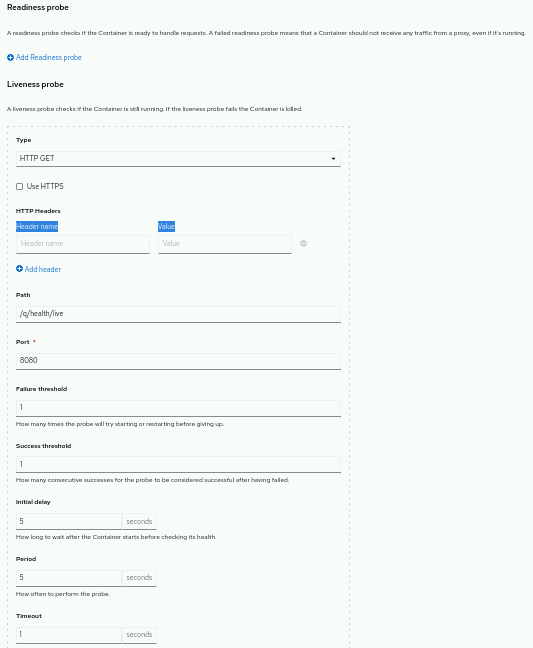 Readiness probe
A readiness probe checks if the Container is ready to handle requests. A failed readiness probe means that a Container should not receive any traffic from a proxy, even if it's running.
Add Readiness probe
Liveness probe
A liveness probe checks if the Container is still running. If the liveness probe fails the Container is killed.
Type
HTTP GET
Use HTTPS
HTTP Headers
Header name Value
Header name Value
Add header
Path
/q/health/live
Port *
8080
Failure threshold
1
How many times the probe will try starting or restarting before giving up.
Success threshold
1
How many consecutive successes for the probe to be considered successful after having failed.
Initial delay
5 seconds
How long to wait after the Container starts before checking its health.
Period
5 seconds
How often to perform the probe.
Timeout
1 seconds